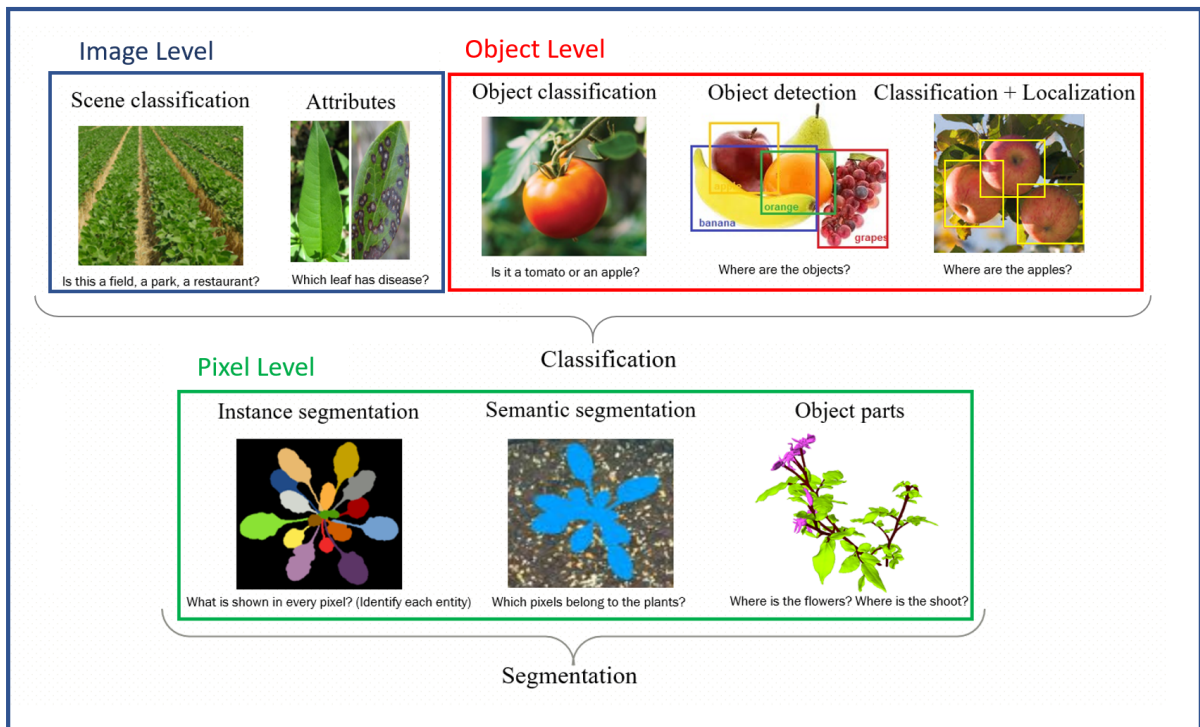 Image Level
Object Level
Scene classification
Attributes
Object classification
Object detection
Classification + Localization
apple
orange
banana
grapes
Is this a field, a park, a restaurant?
Which leaf has disease?
Is it a tomato or an apple?
Where are the objects?
Where are the apples?
Classification
Pixel Level
Instance segmentation
Semantic segmentation
Object parts
What is shown in every pixel? (Identify each entity)
Which pixels belong to the plants?
Where is the flowers? Where is the shoot?
Segmentation